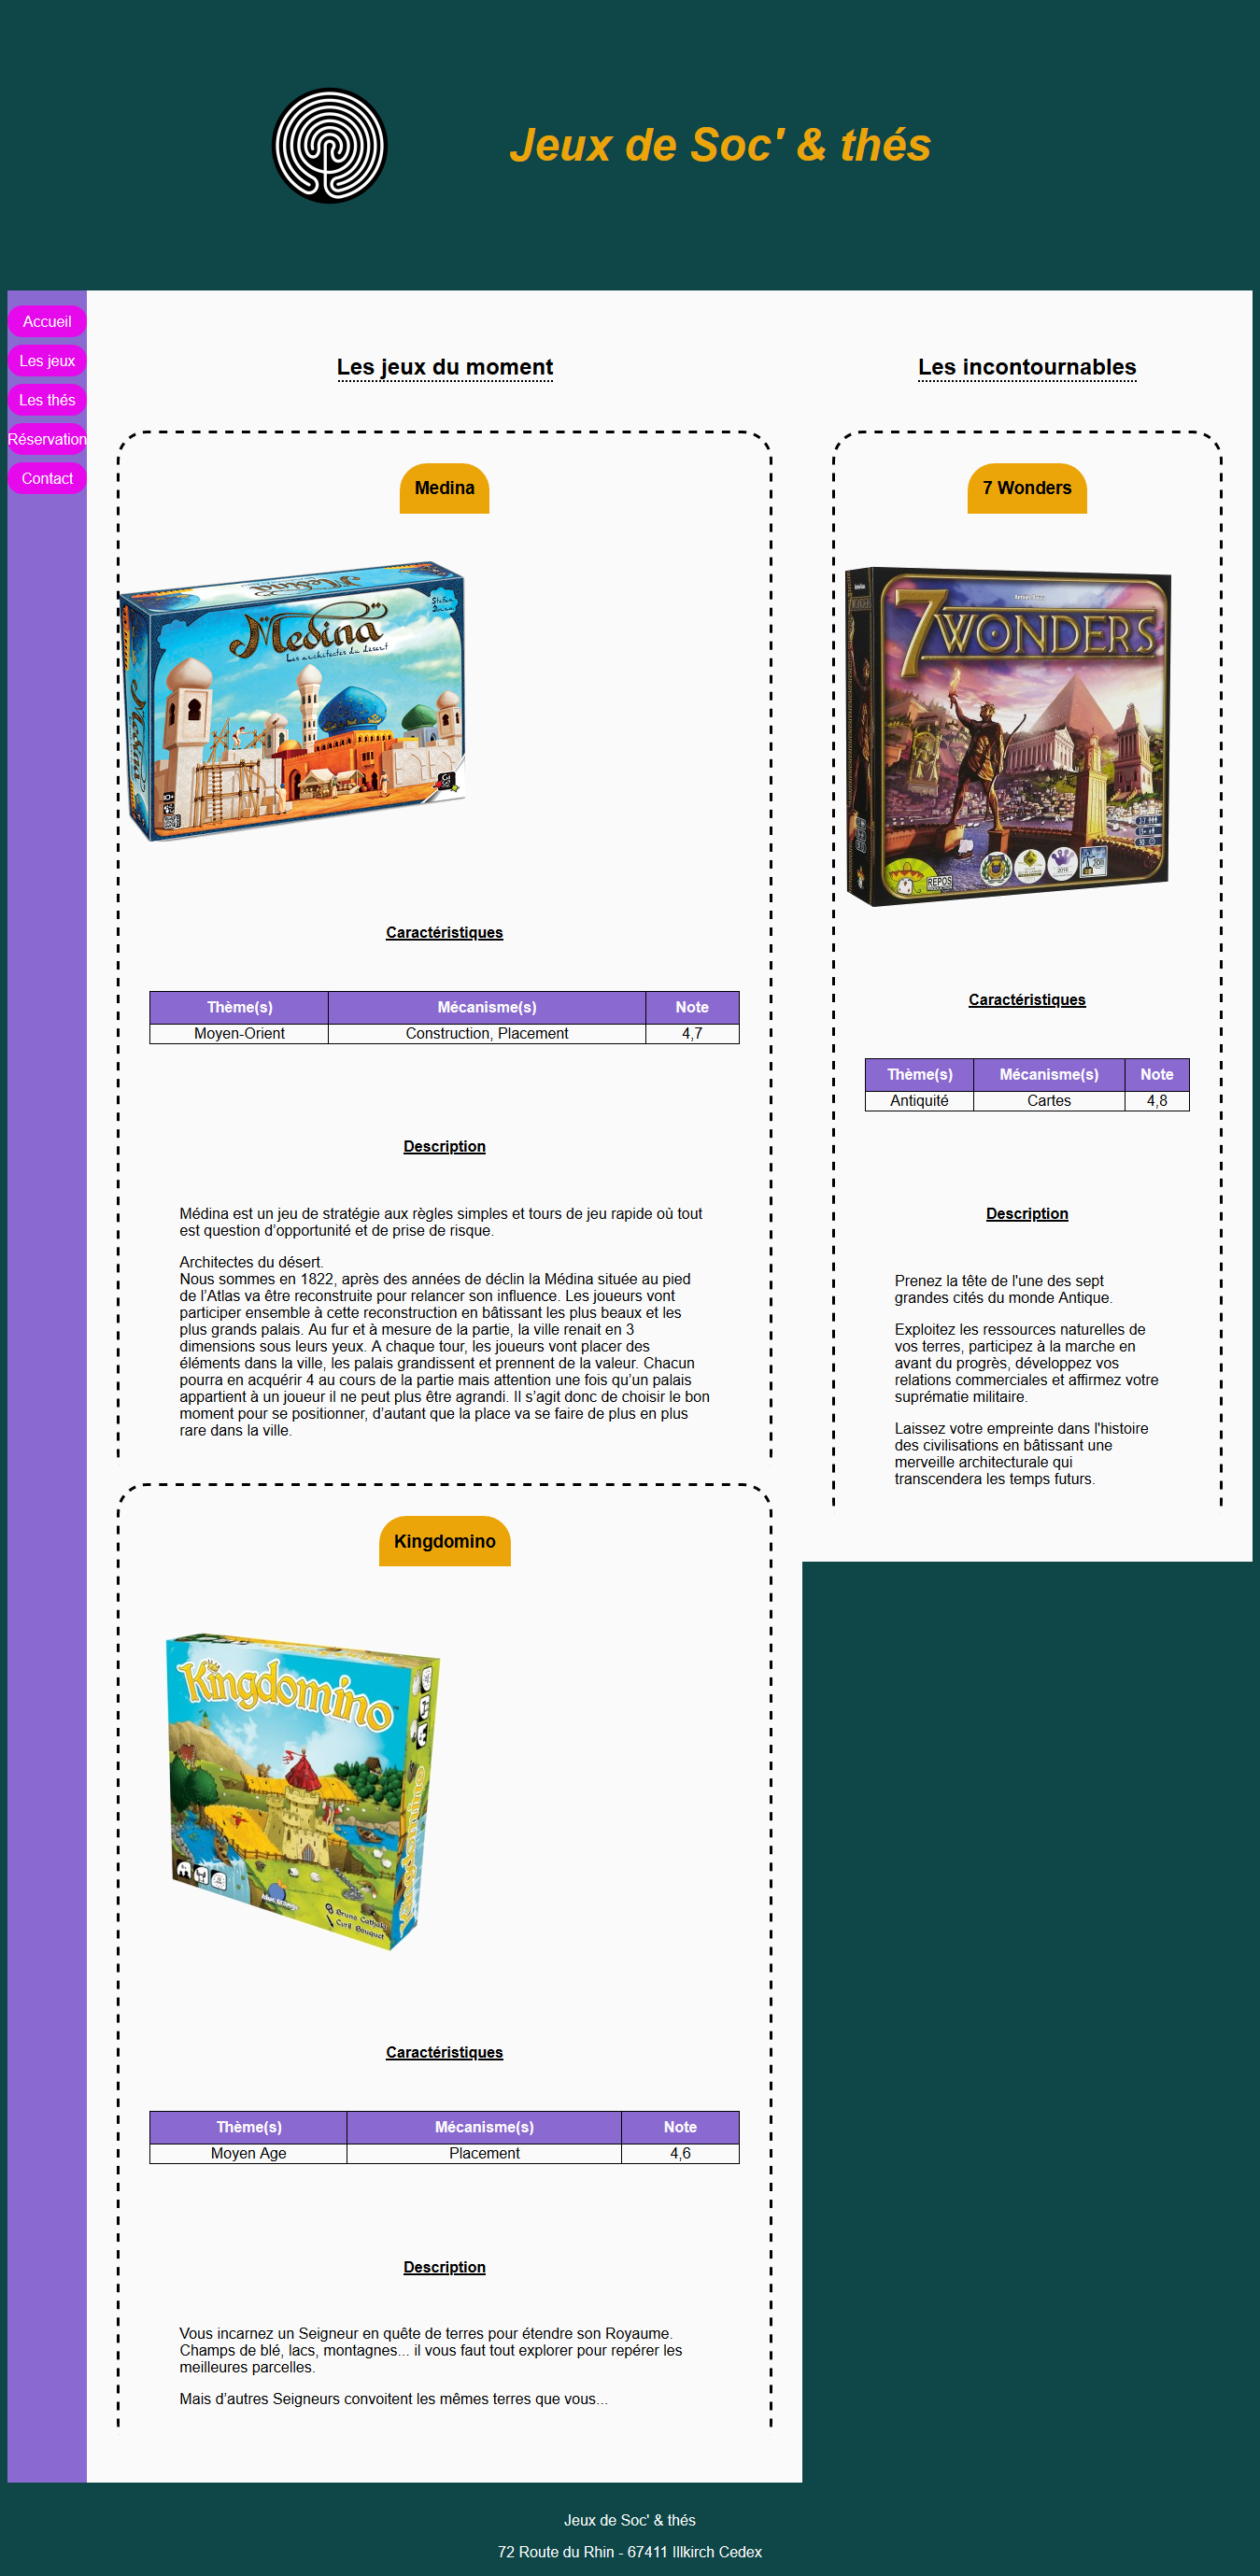 Jeux de Soc' & thés
Accueil
Les jeux
Les thés
Réservation
Contact
Les jeux du moment
Medina
Medina
Medina
Les architectes du désert
Medina
Caractéristiques
Thème(s) Mécanisme(s) Note
Moyen-Orient Construction, Placement 4,7
Description
Médina est un jeu de stratégie aux règles simples et tours de jeu rapide où tout
est question d’opportunité et de prise de risque.
Architectes du désert.
Nous sommes en 1822, après des années de déclin la Médina située au pied
de l’Atlas va être reconstruite pour relancer son influence. Les joueurs vont
participer ensemble à cette reconstruction en bâtissant les plus beaux et les
plus grands palais. Au fur et à mesure de la partie, la ville renait en 3
dimensions sous leurs yeux. A chaque tour, les joueurs vont placer des
éléments dans la ville, les palais grandissent et prennent de la valeur. Chacun
pourra en acquérir 4 au cours de la partie mais attention une fois qu’un palais
appartient à un joueur il ne peut plus être agrandi. Il s’agit donc de choisir le bon
moment pour se positionner, d’autant que la place va se faire de plus en plus
rare dans la ville.
Kingdomino
Kingdomino
Kingdomino
Bruno Cathala
Cyril Bouquet
Caractéristiques
Thème(s) Mécanisme(s) Note
Moyen Age Placement 4,6
Description
Vous incarnez un Seigneur en quête de terres pour étendre son Royaume.
Champs de blé, lacs, montagnes... il vous faut tout explorer pour repérer les
meilleures parcelles.
Mais d’autres Seigneurs convoitent les mêmes terres que vous...
Les incontournables
7 Wonders
7 WONDERS
REPOS
Caractéristiques
Thème(s) Mécanisme(s) Note
Antiquité Cartes 4,8
Description
Prenez la tête de l'une des sept
grandes cités du monde Antique.
Exploitez les ressources naturelles de
vos terres, participez à la marche en
avant du progrès, développez vos
relations commerciales et affirmez votre
suprématie militaire.
Laissez votre empreinte dans l'histoire
des civilisations en bâtissant une
merveille architecturale qui
transcendera les temps futurs.
Jeux de Soc' & thés
72 Route du Rhin - 67411 Illkirch Cedex